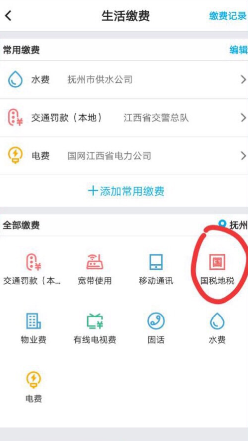 生活缴费 缴费记录
常用缴费 编辑
水费 抚州市供水公司
交通罚款（本地） 江西省交警总队
电费 国网江西省电力公司
十添加常用缴费
全部缴费 抚州
交通罚款（本... 宽带使用 移动通讯 国税地税
物业费 有线电视费 固话 水费
电费